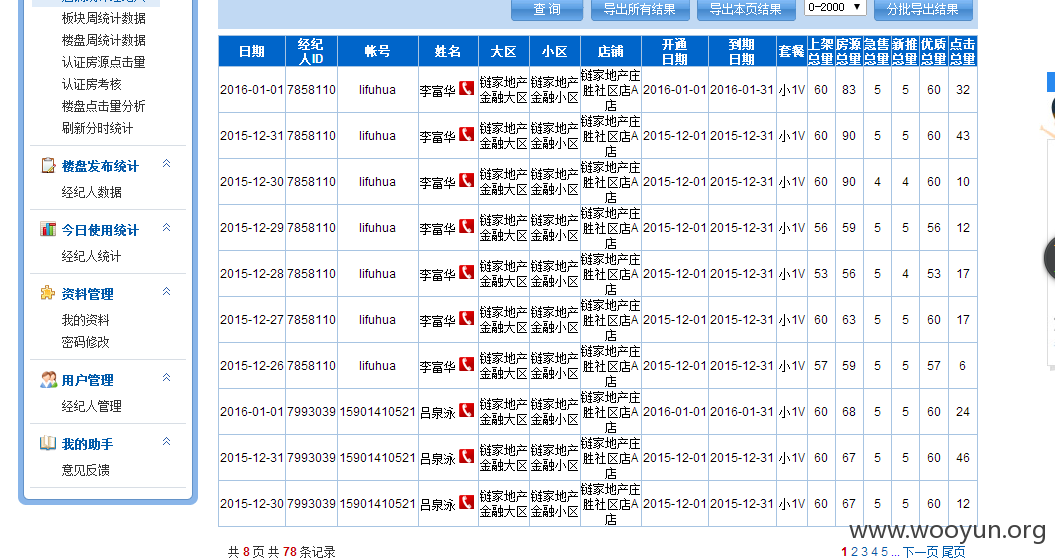 板块周统计数据
楼盘周统计数据
认证房源点击量
认证房考核
楼盘点击量分析
刷新分时统计
楼盘发布统计
经纪人数据
今日使用统计
经纪人统计
资料管理
我的资料
密码修改
用户管理
经纪人管理
我的助手
意见反馈
查 询 导出所有结果 导出本页结果 0-2000 分批导出结果
日期 经纪人ID 帐号 姓名 大区 小区 店铺 开通日期 到期日期 套餐 上架总量 房源总量 急售总量 新推总量 优质总量 点击总量
2016-01-01 7858110 lifuhua 李富华 链家地产金融大区 链家地产金融小区 链家地产庄胜社区店A店 2016-01-01 2016-01-31 小1V 60 83 5 5 60 32
2015-12-31 7858110 lifuhua 李富华 链家地产金融大区 链家地产金融小区 链家地产庄胜社区店A店 2015-12-01 2015-12-31 小1V 60 90 5 5 60 43
2015-12-30 7858110 lifuhua 李富华 链家地产金融大区 链家地产金融小区 链家地产庄胜社区店A店 2015-12-01 2015-12-31 小1V 60 90 4 4 60 10
2015-12-29 7858110 lifuhua 李富华 链家地产金融大区 链家地产金融小区 链家地产庄胜社区店A店 2015-12-01 2015-12-31 小1V 56 59 5 5 56 12
2015-12-28 7858110 lifuhua 李富华 链家地产金融大区 链家地产金融小区 链家地产庄胜社区店A店 2015-12-01 2015-12-31 小1V 53 56 5 4 53 17
2015-12-27 7858110 lifuhua 李富华 链家地产金融大区 链家地产金融小区 链家地产庄胜社区店A店 2015-12-01 2015-12-31 小1V 60 63 5 5 60 17
2015-12-26 7858110 lifuhua 李富华 链家地产金融大区 链家地产金融小区 链家地产庄胜社区店A店 2015-12-01 2015-12-31 小1V 57 59 5 5 57 6
2016-01-01 7993039 15901410521 吕泉泳 链家地产金融大区 链家地产金融小区 链家地产庄胜社区店A店 2016-01-01 2016-01-31 小1V 60 68 5 5 60 24
2015-12-31 7993039 15901410521 吕泉泳 链家地产金融大区 链家地产金融小区 链家地产庄胜社区店A店 2015-12-01 2015-12-31 小1V 60 67 5 5 60 46
2015-12-30 7993039 15901410521 吕泉泳 链家地产金融大区 链家地产金融小区 链家地产庄胜社区店A店 2015-12-01 2015-12-31 小1V 60 67 5 5 60 12
共 8 页 共 78 条记录 1 2 3 4 5 ... 下一页 尾页
www.wooyun.org